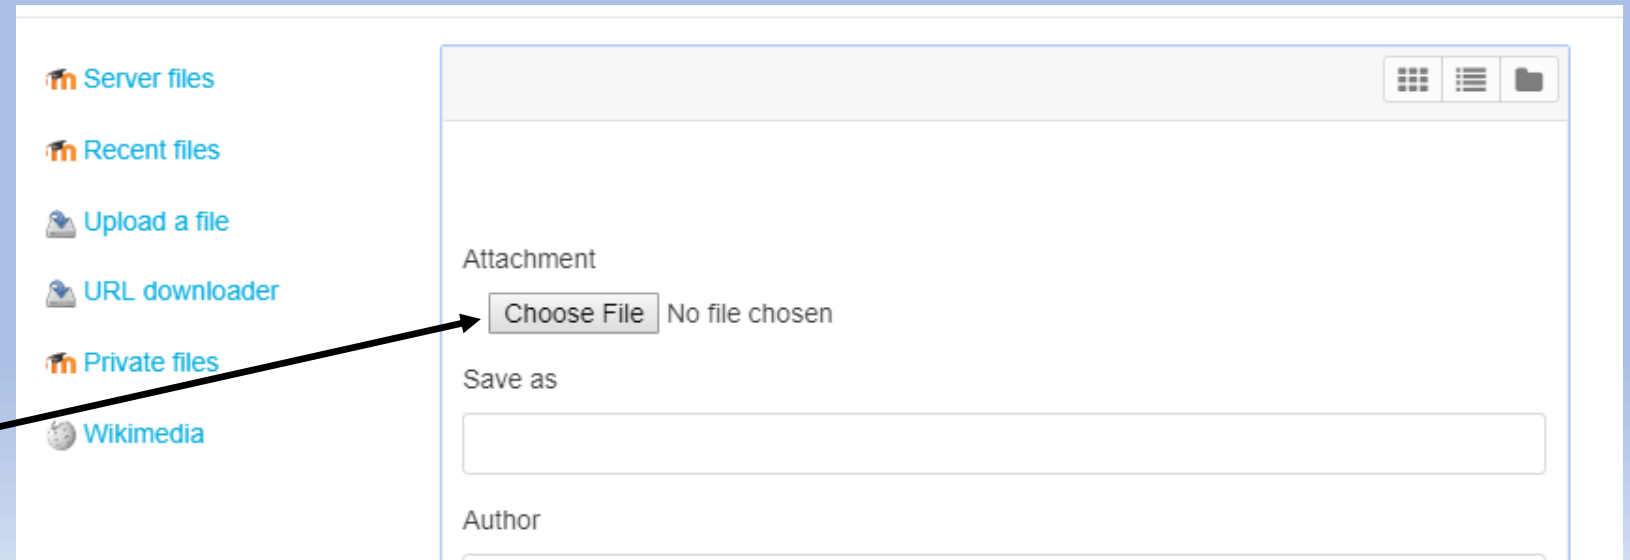 Server files
Recent files
Upload a file
URL downloader
Private files
Wikimedia
Attachment
Choose File No file chosen
Save as
Author